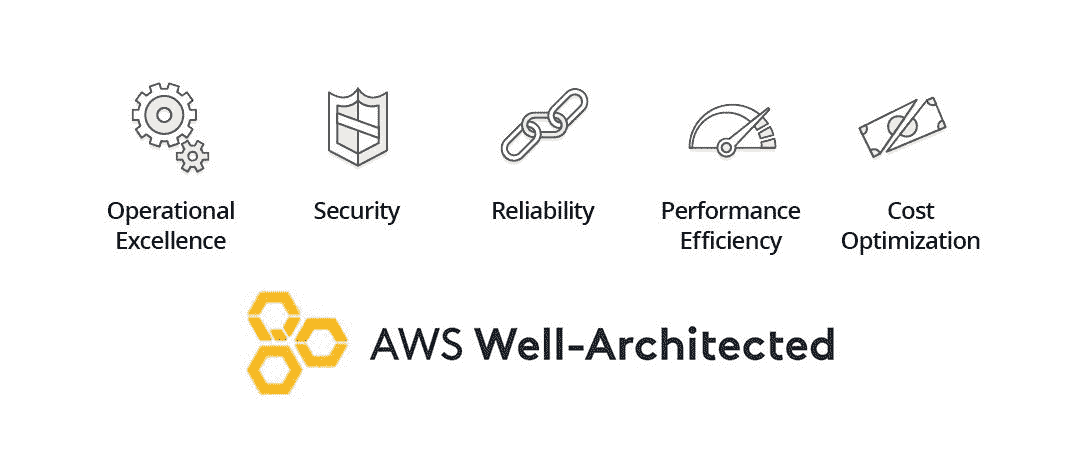 Operational
Excellence
Security
Reliability
Performance
Efficiency
Cost
Optimization
AWS Well-Architected